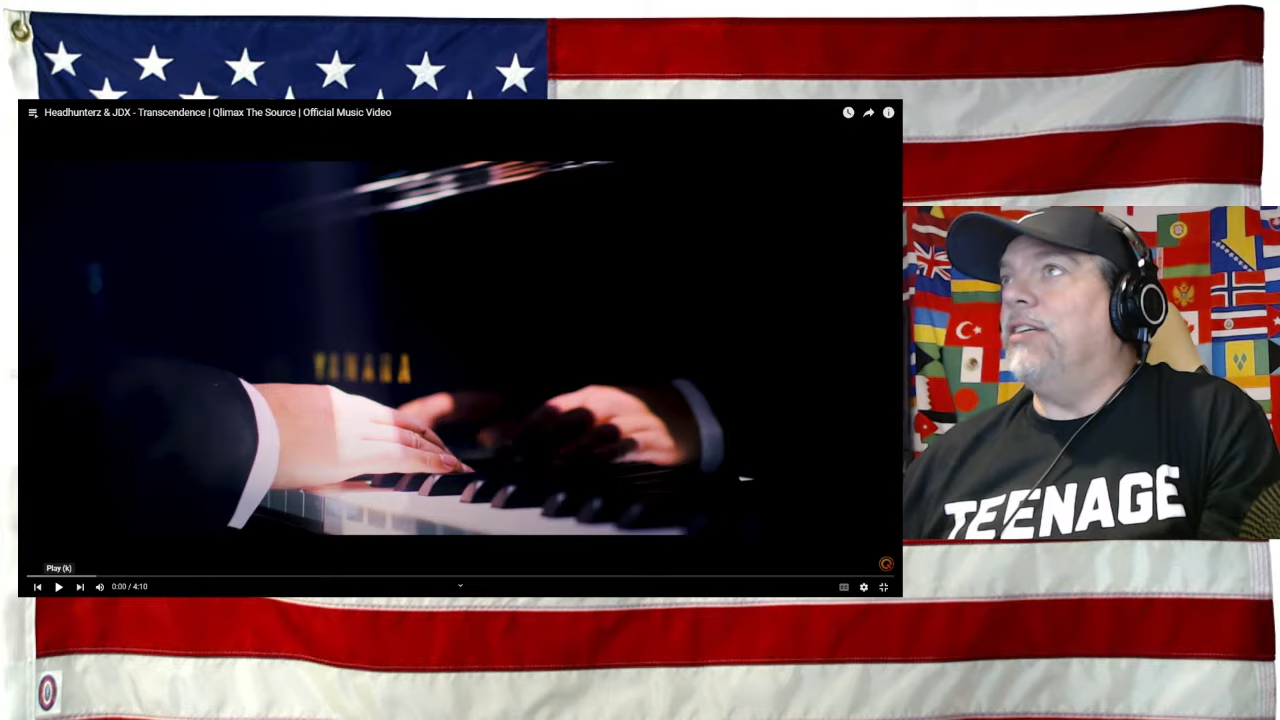 Headhunterz & JDX - Transcendence | Qlimax The Source | Official Music Video
YAMAHA
TEENAGE
Play (k)
0:00 / 4:10